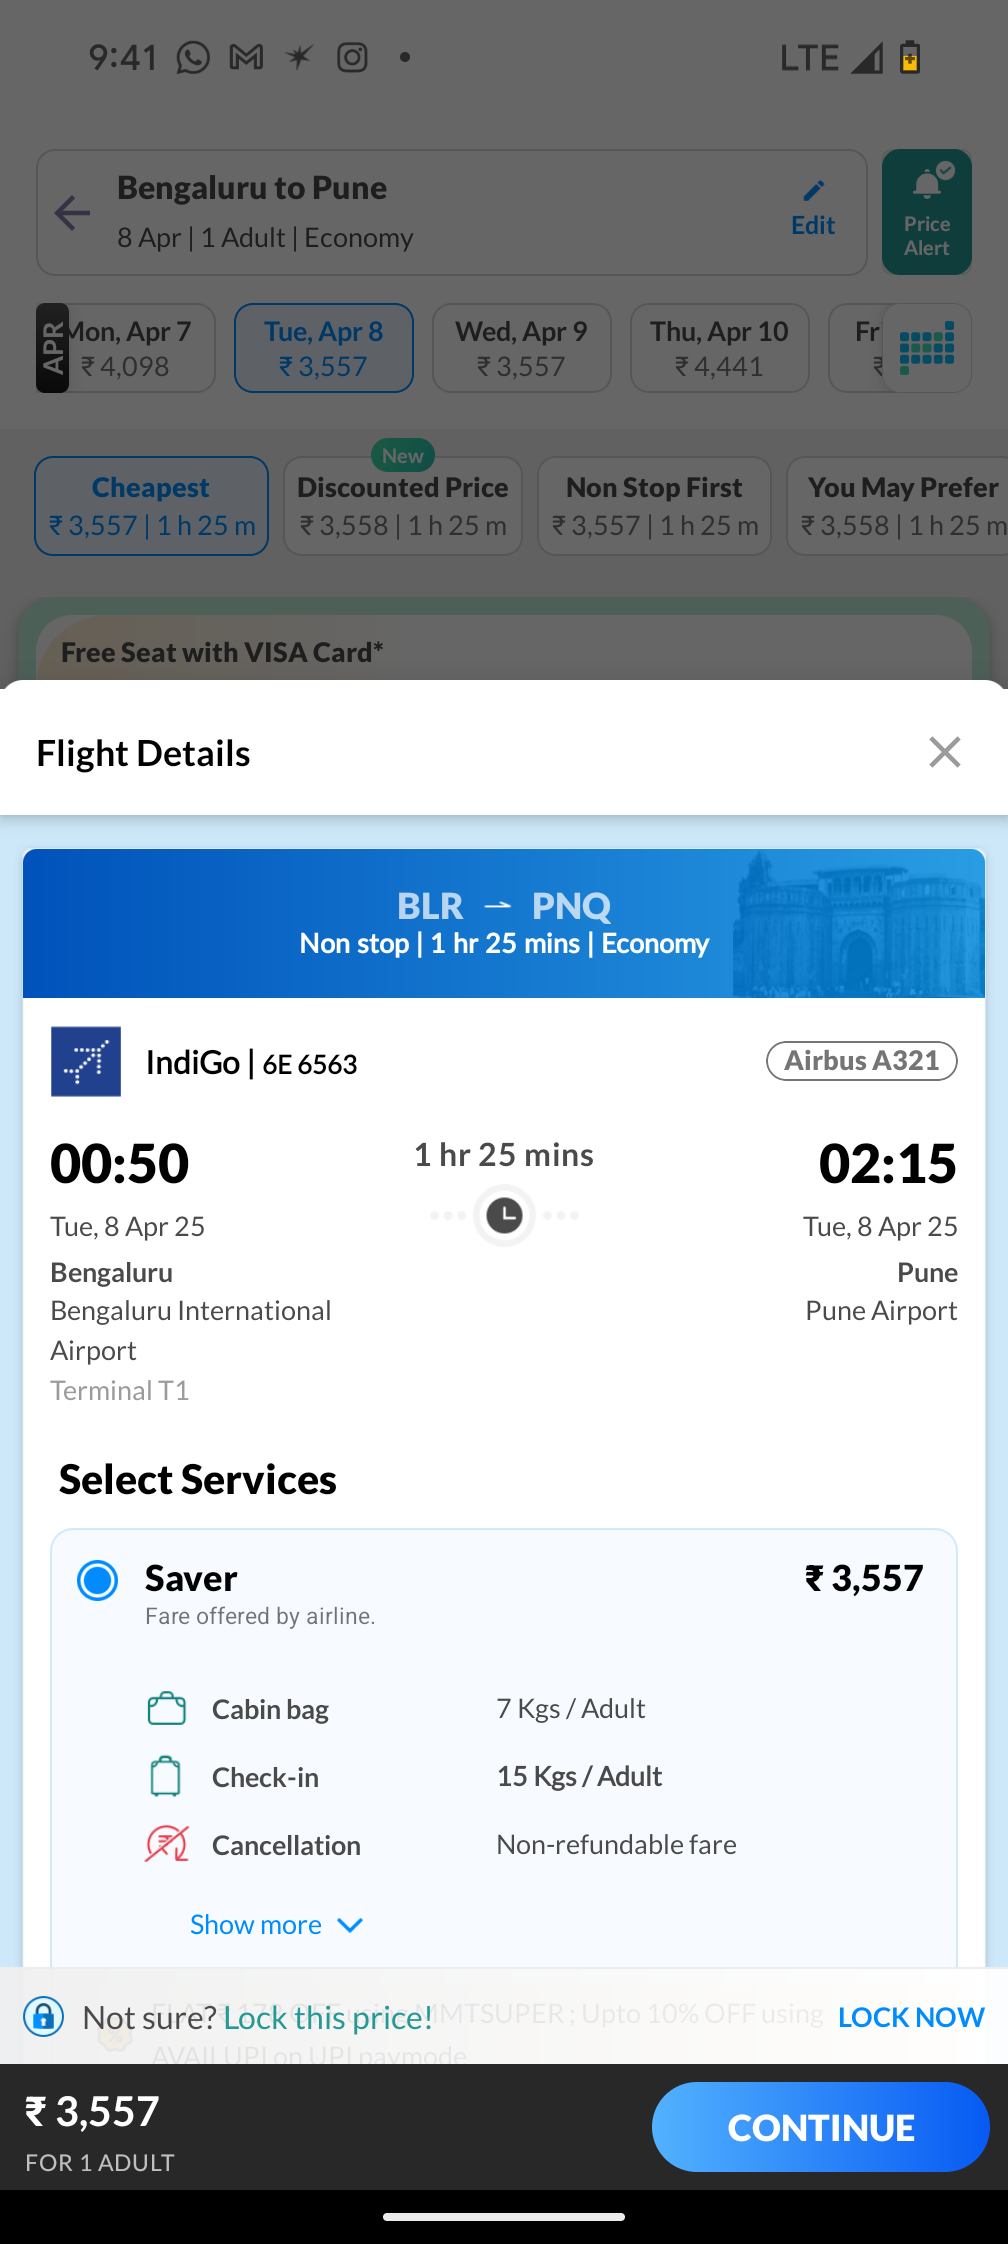 9:41
LTE
Bengaluru to Pune
8 Apr | 1 Adult | Economy
Edit
Price
Alert
APR
Mon, Apr 7
₹ 4,098
Tue, Apr 8
₹ 3,557
Wed, Apr 9
₹ 3,557
Thu, Apr 10
₹ 4,441
Fr
₹
New
Cheapest
₹ 3,557 | 1 h 25 m
Discounted Price
₹ 3,558 | 1 h 25 m
Non Stop First
₹ 3,557 | 1 h 25 m
You May Prefer
₹ 3,558 | 1 h 25 m
Free Seat with VISA Card*
Flight Details
BLR → PNQ
Non stop | 1 hr 25 mins | Economy
IndiGo | 6E 6563
Airbus A321
00:50
1 hr 25 mins
02:15
Tue, 8 Apr 25
Tue, 8 Apr 25
Bengaluru
Pune
Bengaluru International
Airport
Pune Airport
Terminal T1
Select Services
Saver
₹ 3,557
Fare offered by airline.
Cabin bag
7 Kgs / Adult
Check-in
15 Kgs / Adult
Cancellation
Non-refundable fare
Show more
Not sure? Lock this price!
LOCK NOW
FLAT ₹ 178 OFF using MMTSUPER ; Upto 10% OFF using
AVAILUPI on UPI paymode
₹ 3,557
FOR 1 ADULT
CONTINUE